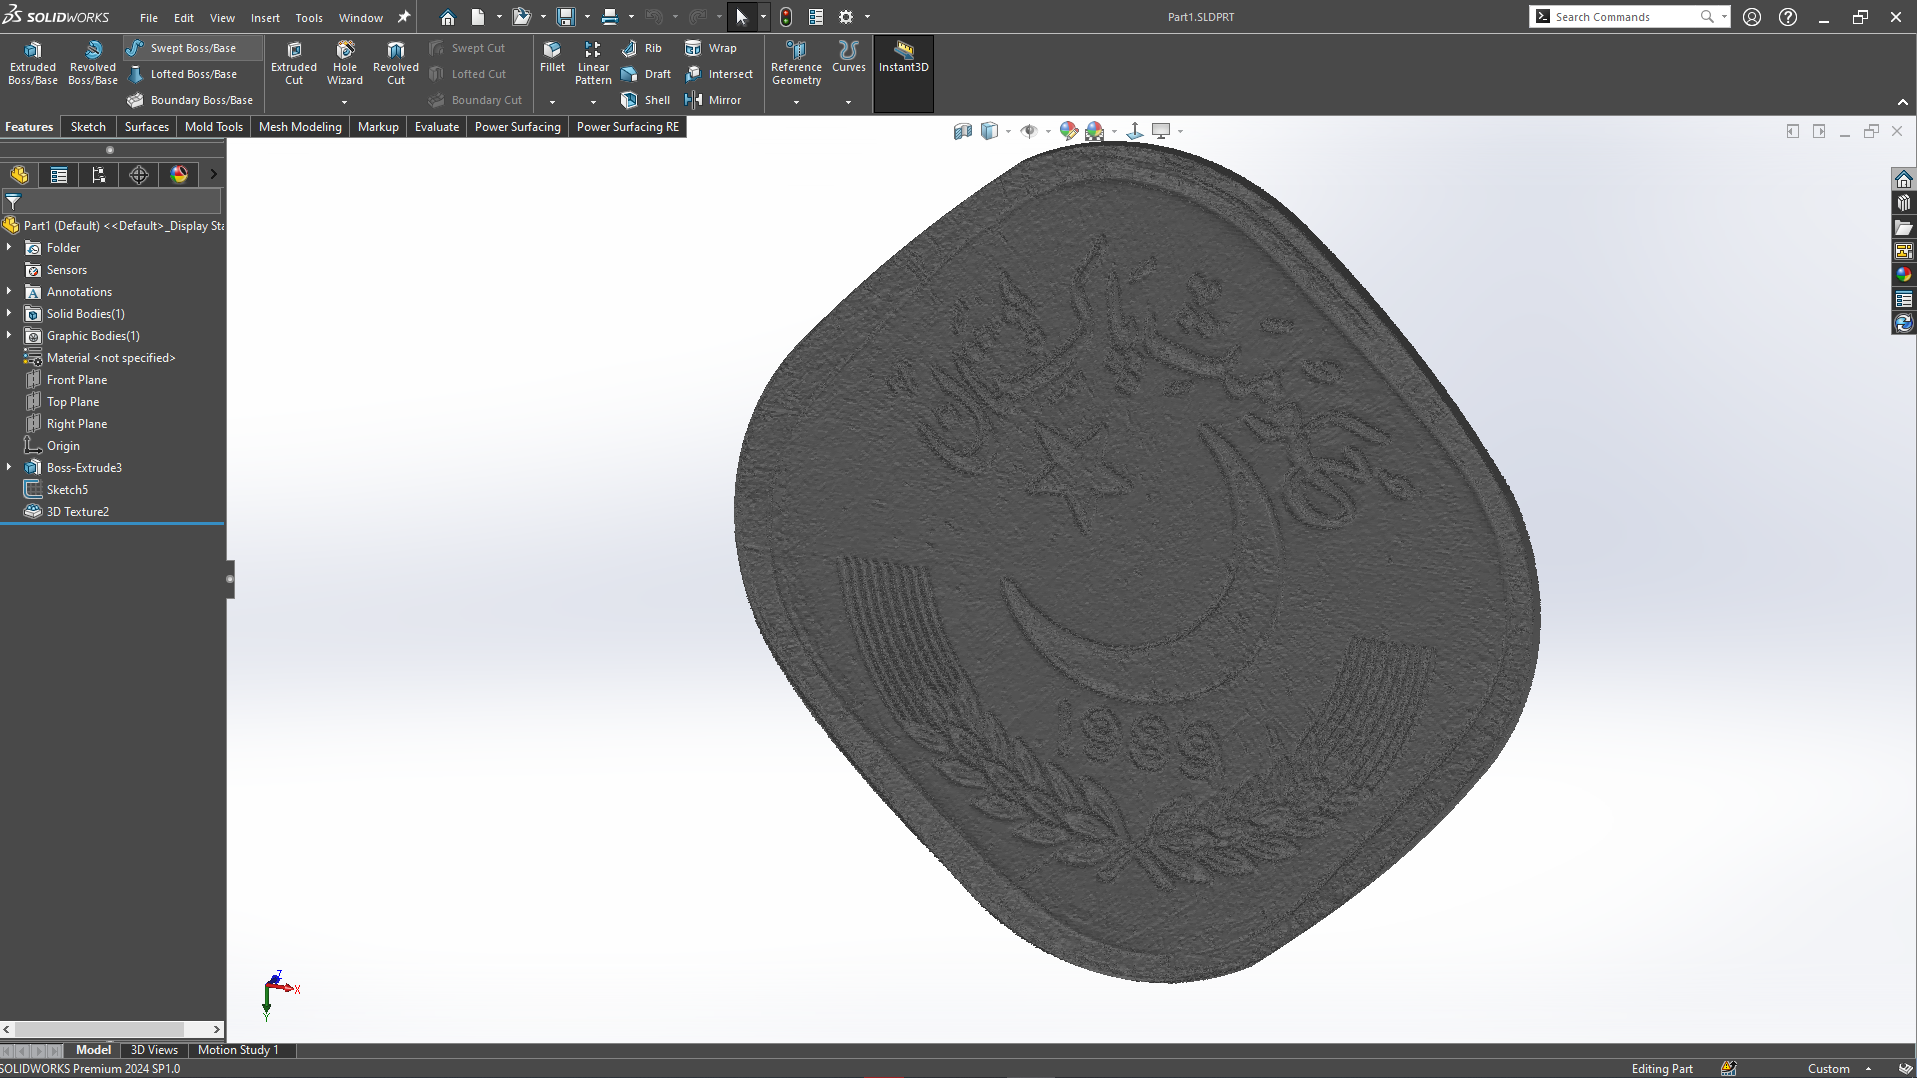 SOLIDWORKS File Edit View Insert Tools Window Part1.SLDPRT Search Commands
Extruded Boss/Base
Revolved Boss/Base
Swept Boss/Base
Lofted Boss/Base
Boundary Boss/Base
Extruded Cut
Hole Wizard
Revolved Cut
Swept Cut
Lofted Cut
Boundary Cut
Fillet
Linear Pattern
Rib
Draft
Shell
Wrap
Intersect
Mirror
Reference Geometry
Curves
Instant3D
Features Sketch Surfaces Mold Tools Mesh Modeling Markup Evaluate Power Surfacing Power Surfacing RE
Part1 (Default) <<Default>_Display Sta
Folder
Sensors
Annotations
Solid Bodies(1)
Graphic Bodies(1)
Material <not specified>
Front Plane
Top Plane
Right Plane
Origin
Boss-Extrude3
Sketch5
3D Texture2
1999
Z
X
Y
Model 3D Views Motion Study 1
SOLIDWORKS Premium 2024 SP1.0 Editing Part Custom